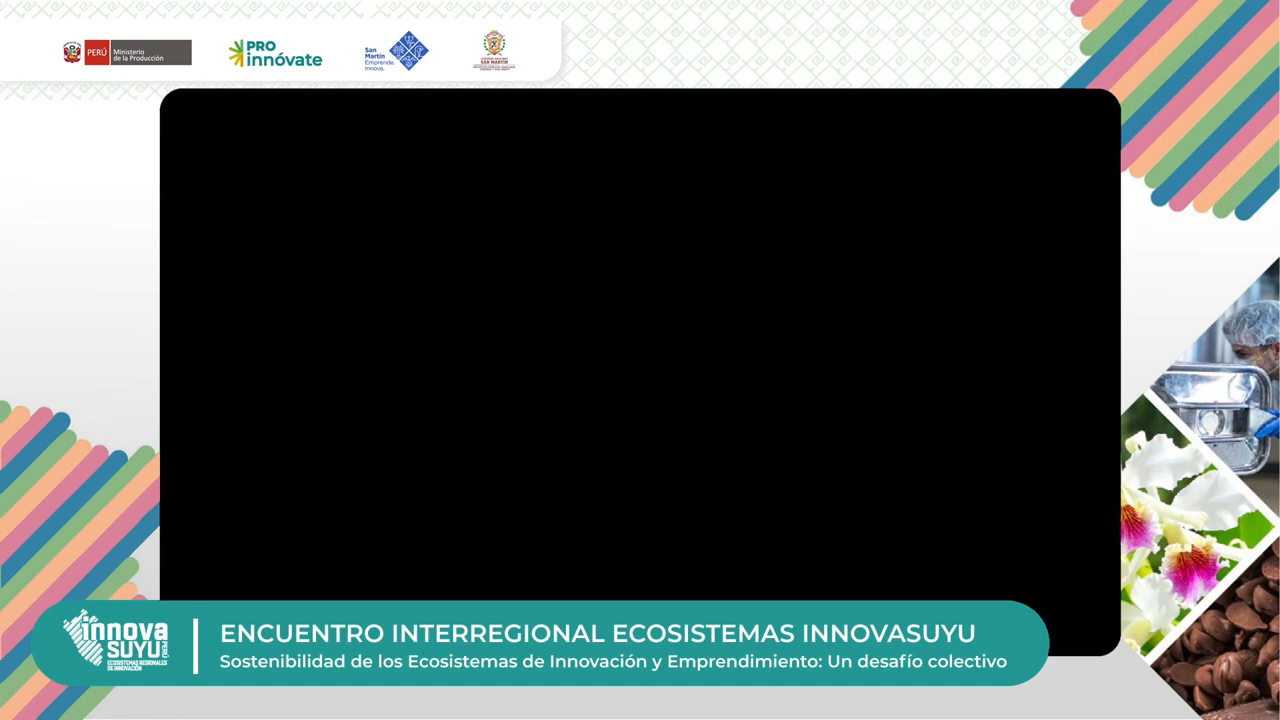 PERÚ
Ministerio
de la Producción
PRO
innóvate
San
Martín
Emprende.
Innova.
SAN MARTÍN
innova
SUYU
PERÚ
ECOSISTEMAS REGIONALES
DE INNOVACIÓN
ENCUENTRO INTERREGIONAL ECOSISTEMAS INNOVASUYU
Sostenibilidad de los Ecosistemas de Innovación y Emprendimiento: Un desafío colectivo